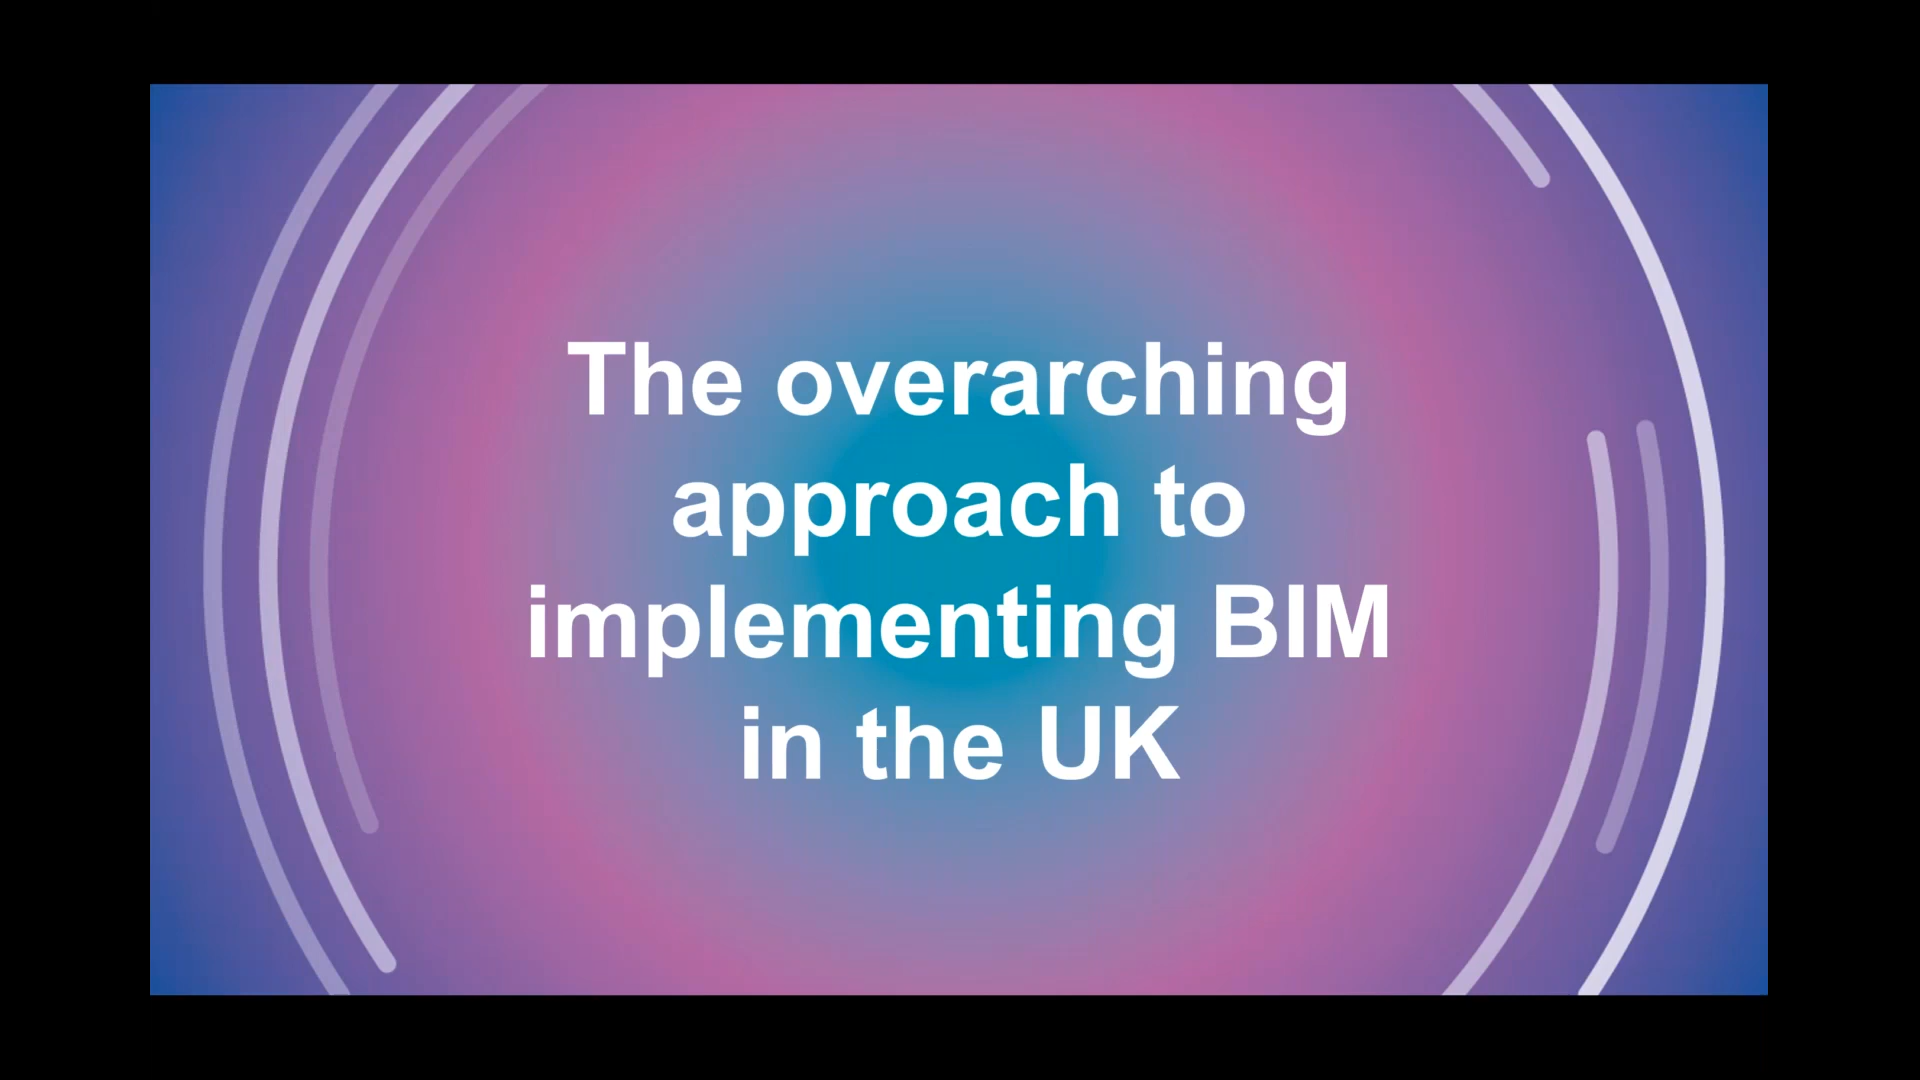 The overarching
approach to
implementing BIM
in the UK